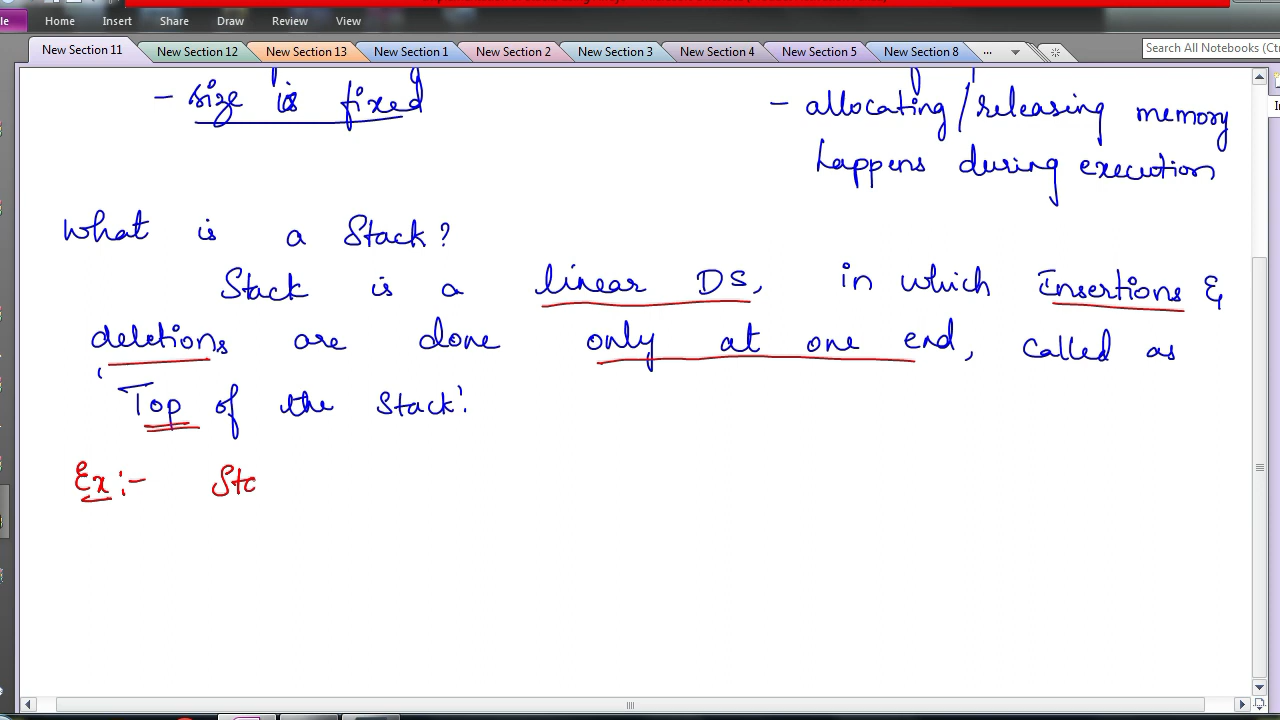 Home Insert Share Draw Review View
New Section 11 New Section 12 New Section 13 New Section 1 New Section 2 New Section 3 New Section 4 New Section 5 New Section 8 ... Search All Notebooks (Ctr
- size is fixed
- allocating/releasing memory
happens during execution
What is a Stack?
Stack is a linear DS, in which Insertions &
deletions are done only at one end, called as
'Top of the Stack'.
Ex:- Sta